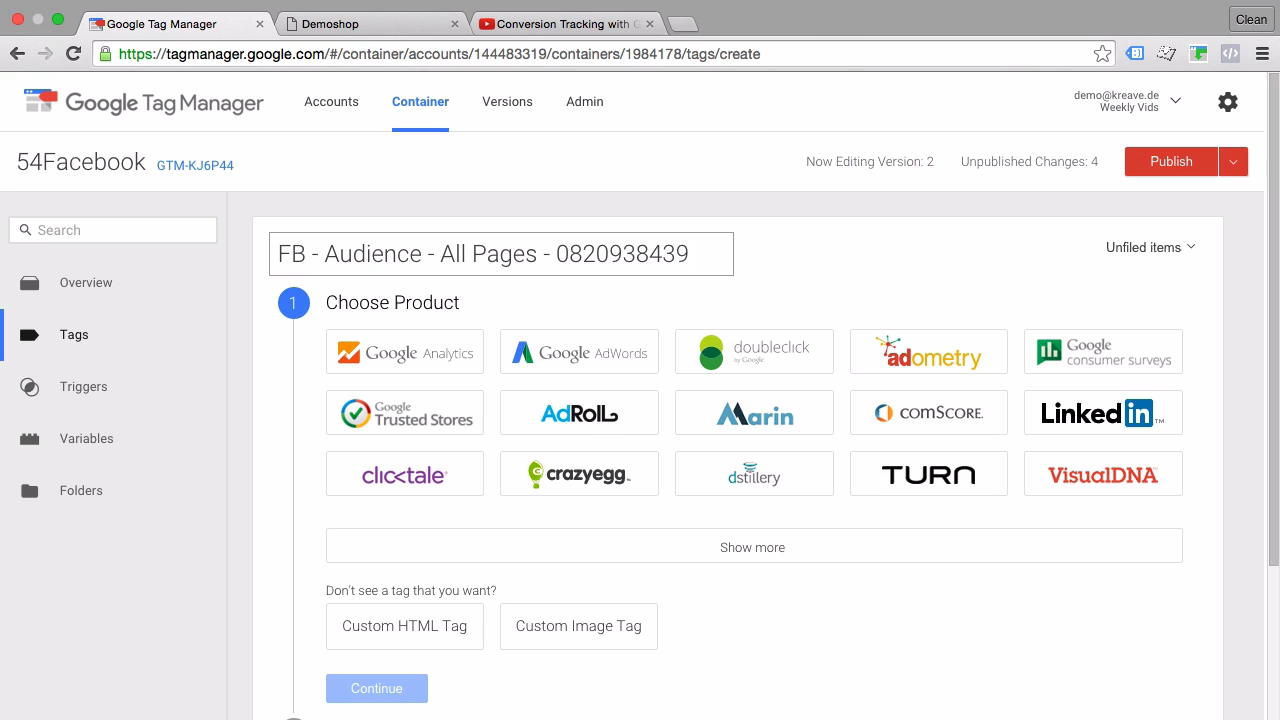 Google Tag Manager
Demoshop
Conversion Tracking with G
Clean
https://tagmanager.google.com/#/container/accounts/144483319/containers/1984178/tags/create
Google Tag Manager
Accounts
Container
Versions
Admin
demo@kreave.de
Weekly Vids
54Facebook
GTM-KJ6P44
Now Editing Version: 2
Unpublished Changes: 4
Publish
Search
Overview
Tags
Triggers
Variables
Folders
FB - Audience - All Pages - 0820938439
Unfiled items
1
Choose Product
Google Analytics
Google AdWords
doubleclick
by Google
adometry
Google
consumer surveys
Google
Trusted Stores
AdRoll
Marin
comScore.
Linked in™
clicktale
crazyegg™
dstillery
TURN
VisualDNA
Show more
Don't see a tag that you want?
Custom HTML Tag
Custom Image Tag
Continue